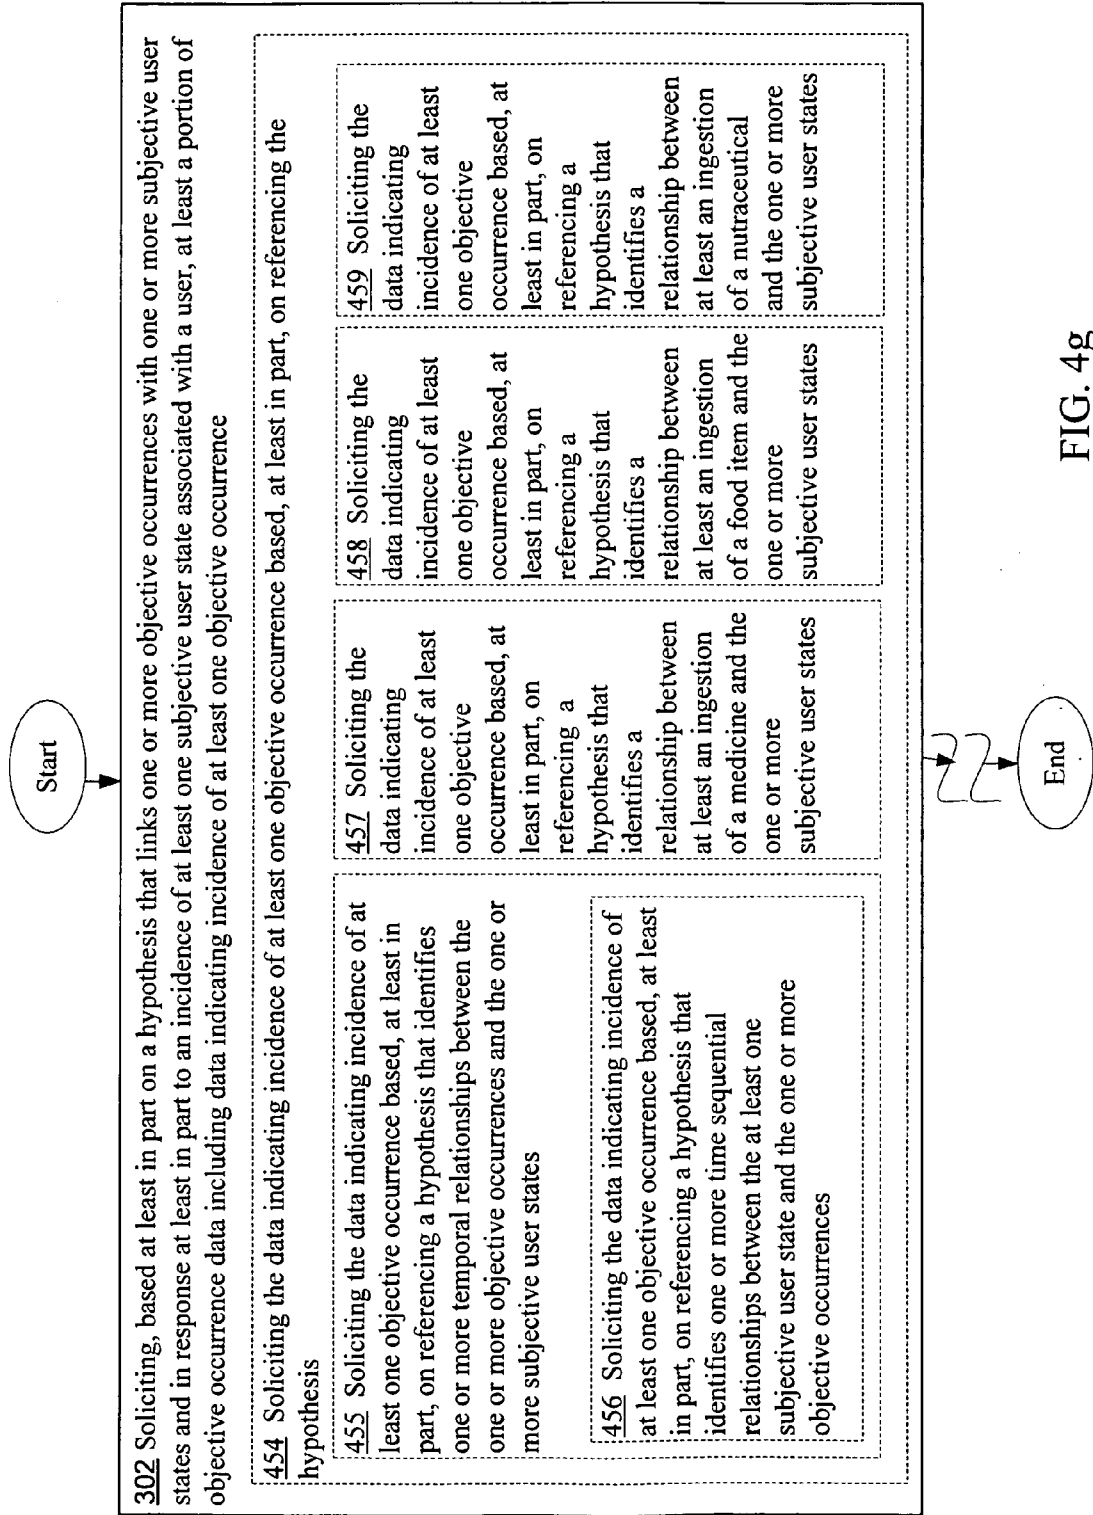 Start
302 Soliciting, based at least in part on a hypothesis that links one or more objective occurrences with one or more subjective user
states and in response at least in part to an incidence of at least one subjective user state associated with a user, at least a portion of
objective occurrence data including data indicating incidence of at least one objective occurrence
454 Soliciting the data indicating incidence of at least one objective occurrence based, at least in part, on referencing the
hypothesis
455 Soliciting the data indicating incidence of at
least one objective occurrence based, at least in
part, on referencing a hypothesis that identifies
one or more temporal relationships between the
one or more objective occurrences and the one or
more subjective user states
456 Soliciting the data indicating incidence of
at least one objective occurrence based, at least
in part, on referencing a hypothesis that
identifies one or more time sequential
relationships between the at least one
subjective user state and the one or more
objective occurrences
457 Soliciting the
data indicating
incidence of at least
one objective
occurrence based, at
least in part, on
referencing a
hypothesis that
identifies a
relationship between
at least an ingestion
of a medicine and the
one or more
subjective user states
458 Soliciting the
data indicating
incidence of at least
one objective
occurrence based, at
least in part, on
referencing a
hypothesis that
identifies a
relationship between
at least an ingestion
of a food item and the
one or more
subjective user states
459 Soliciting the
data indicating
incidence of at least
one objective
occurrence based, at
least in part, on
referencing a
hypothesis that
identifies a
relationship between
at least an ingestion
of a nutraceutical
and the one or more
subjective user states
End
FIG. 4g